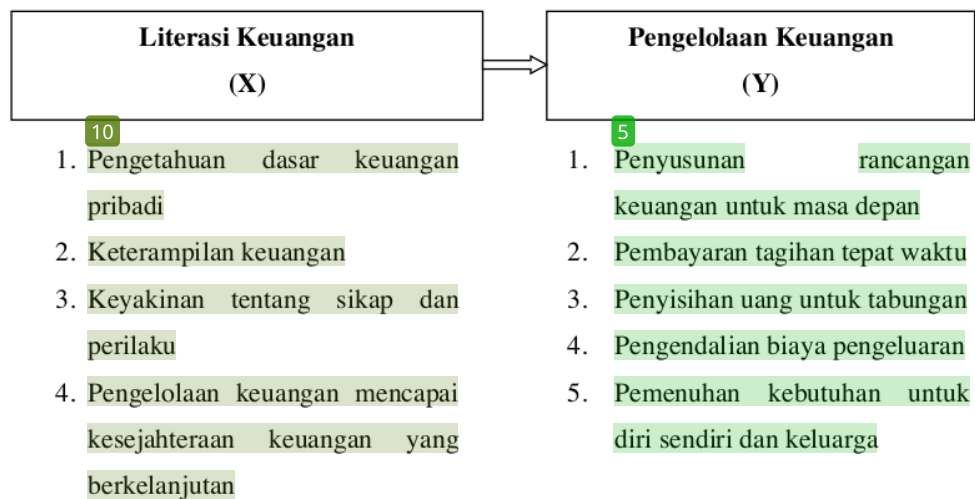 Literasi Keuangan
(X)
10
1. Pengetahuan dasar keuangan
pribadi
2. Keterampilan keuangan
3. Keyakinan tentang sikap dan
perilaku
4. Pengelolaan keuangan mencapai
kesejahteraan keuangan yang
berkelanjutan
Pengelolaan Keuangan
(Y)
5
1. Penyusunan rancangan
keuangan untuk masa depan
2. Pembayaran tagihan tepat waktu
3. Penyisihan uang untuk tabungan
4. Pengendalian biaya pengeluaran
5. Pemenuhan kebutuhan untuk
diri sendiri dan keluarga